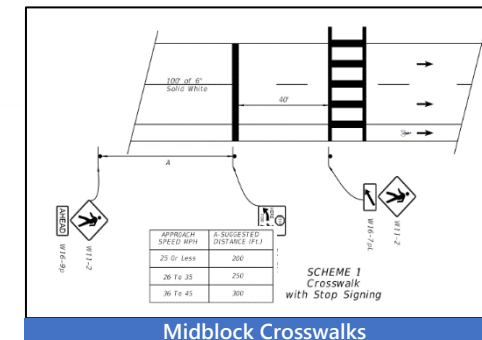 100' of 6"
Solid White
40'
A
AHEAD
W16-9p
W11-2
HERE
W16-7pL
W11-2
APPROACH SPEED MPH A-SUGGESTED DISTANCE (Ft.)
25 Or Less 200
26 To 35 250
36 To 45 300
SCHEME 1
Crosswalk
with Stop Signing
Midblock Crosswalks